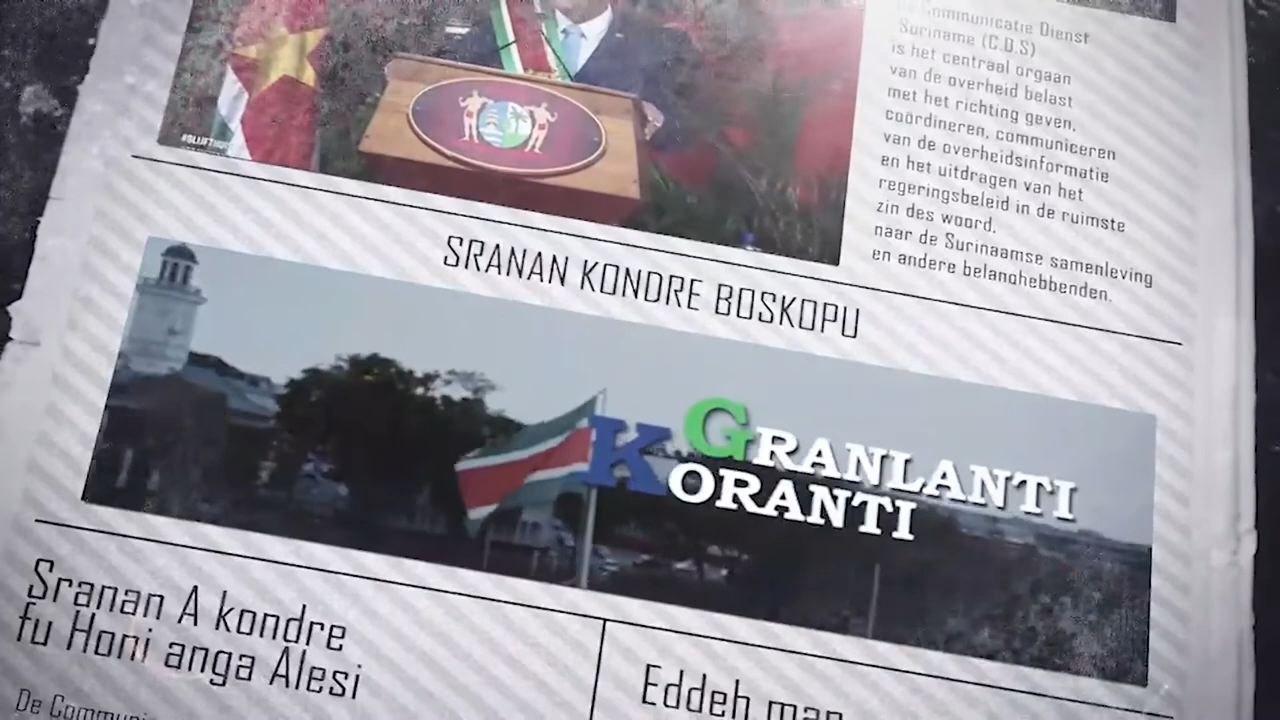 Communicatie Dienst
Suriname (C.D.S)
is het centraal orgaan
van de overheid belast
met het richting geven,
coördineren, communiceren
van de overheidsinformatie
en het uitdragen van het
regeringsbeleid in de ruimste
zin des woord.
naar de Surinaamse samenleving
en andere belanghebbenden.
SRANAN KONDRE BOSKOPU
GRANLANTI
KORANTI
Sranan A kondre
fu Honi anga Alesi
Eddeh man
De